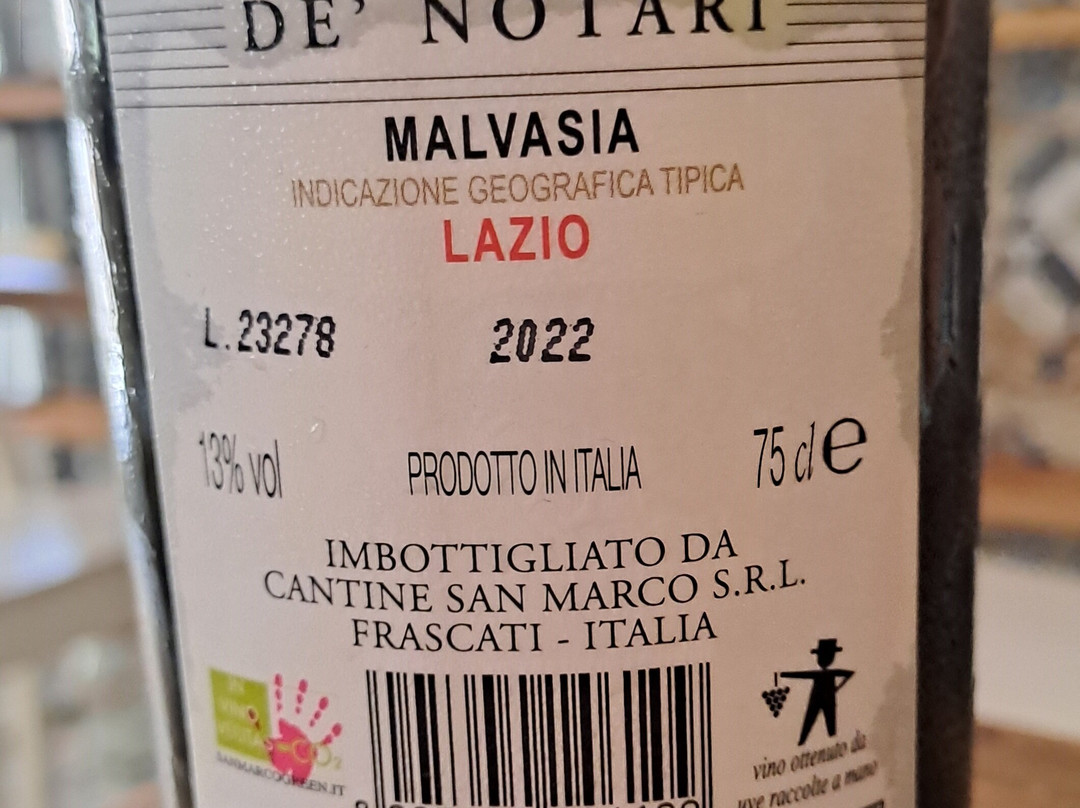 DE' NOTARI
MALVASIA
INDICAZIONE GEOGRAFICA TIPICA
LAZIO
L.23278 2022
13% vol PRODOTTO IN ITALIA 75 cl e
IMBOTTIGLIATO DA
CANTINE SAN MARCO S.R.L.
FRASCATI - ITALIA
CO2
SANMARCOGREEN.IT
vino ottenuto da
uve raccolte a mano